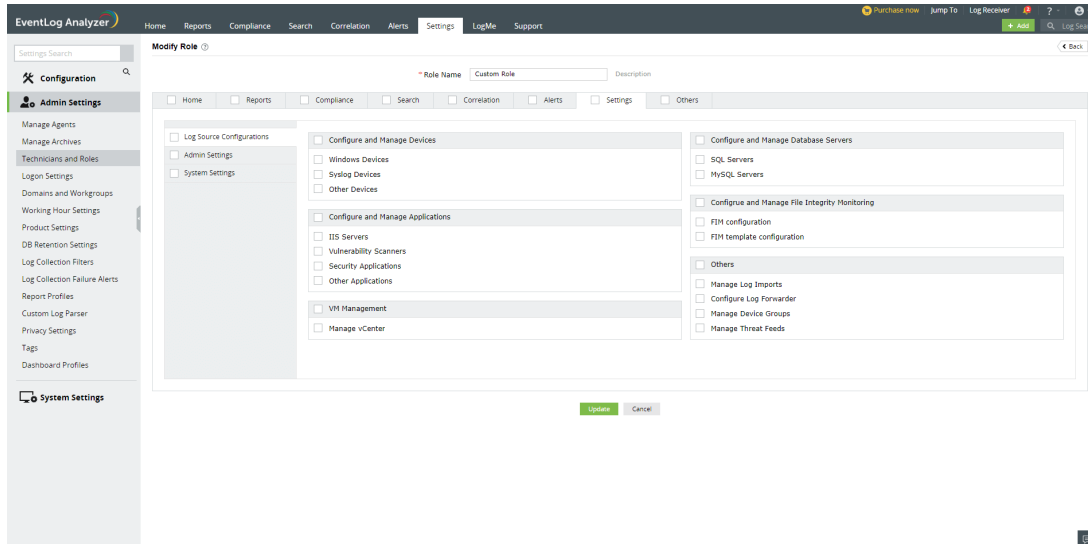 Purchase now Jump To Log Receiver ?
EventLog Analyzer
Home Reports Compliance Search Correlation Alerts Settings LogMe Support
+ Add Log Sea
Settings Search
Modify Role ?
Back
Configuration
* Role Name Custom Role Description
Admin Settings
Home Reports Compliance Search Correlation Alerts Settings Others
Manage Agents
Manage Archives
Technicians and Roles
Logon Settings
Domains and Workgroups
Working Hour Settings
Product Settings
DB Retention Settings
Log Collection Filters
Log Collection Failure Alerts
Report Profiles
Custom Log Parser
Privacy Settings
Tags
Dashboard Profiles
System Settings
Log Source Configurations
Admin Settings
System Settings
Configure and Manage Devices
Windows Devices
Syslog Devices
Other Devices
Configure and Manage Applications
IIS Servers
Vulnerability Scanners
Security Applications
Other Applications
VM Management
Manage vCenter
Configure and Manage Database Servers
SQL Servers
MySQL Servers
Configrue and Manage File Integrity Monitoring
FIM configuration
FIM template configuration
Others
Manage Log Imports
Configure Log Forwarder
Manage Device Groups
Manage Threat Feeds
Update Cancel